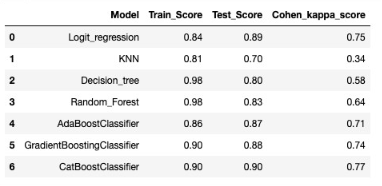 Model Train_Score Test_Score Cohen_kappa_score
0 Logit_regression 0.84 0.89 0.75
1 KNN 0.81 0.70 0.34
2 Decision_tree 0.98 0.80 0.58
3 Random_Forest 0.98 0.83 0.64
4 AdaBoostClassifier 0.86 0.87 0.71
5 GradientBoostingClassifier 0.90 0.88 0.74
6 CatBoostClassifier 0.90 0.90 0.77